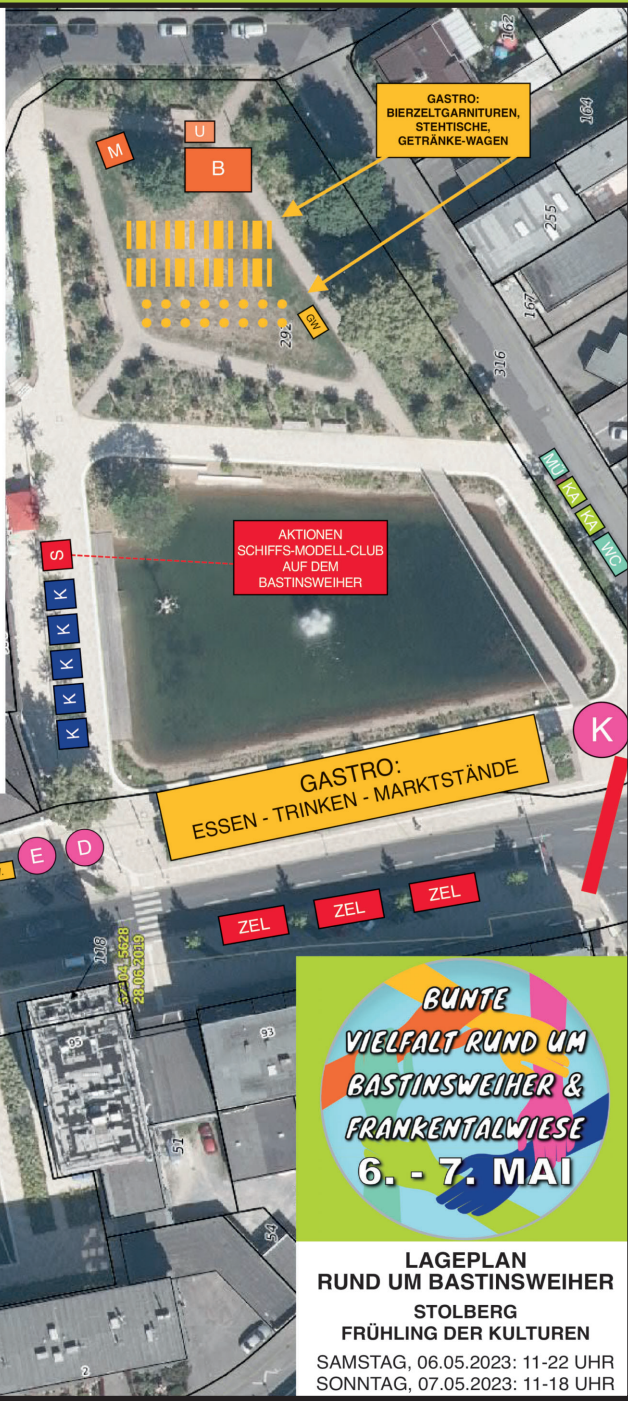 162
164
GASTRO:
BIERZELTGARNITUREN,
STEHTISCHE,
GETRÄNKE-WAGEN
M
U
B
255
167
GW
292
316
MU
KA
KA
WC
AKTIONEN
SCHIFFS-MODELL-CLUB
AUF DEM
BASTINSWEIHER
S
K
K
K
K
K
K
GASTRO:
ESSEN - TRINKEN - MARKTSTÄNDE
E
D
ZEL
ZEL
ZEL
118
28.06.2019
95
93
51
54
2
BUNTE
VIELFALT RUND UM
BASTINSWEIHER &
FRANKENTALWIESE
6. - 7. MAI
LAGEPLAN
RUND UM BASTINSWEIHER
STOLBERG
FRÜHLING DER KULTUREN
SAMSTAG, 06.05.2023: 11-22 UHR
SONNTAG, 07.05.2023: 11-18 UHR